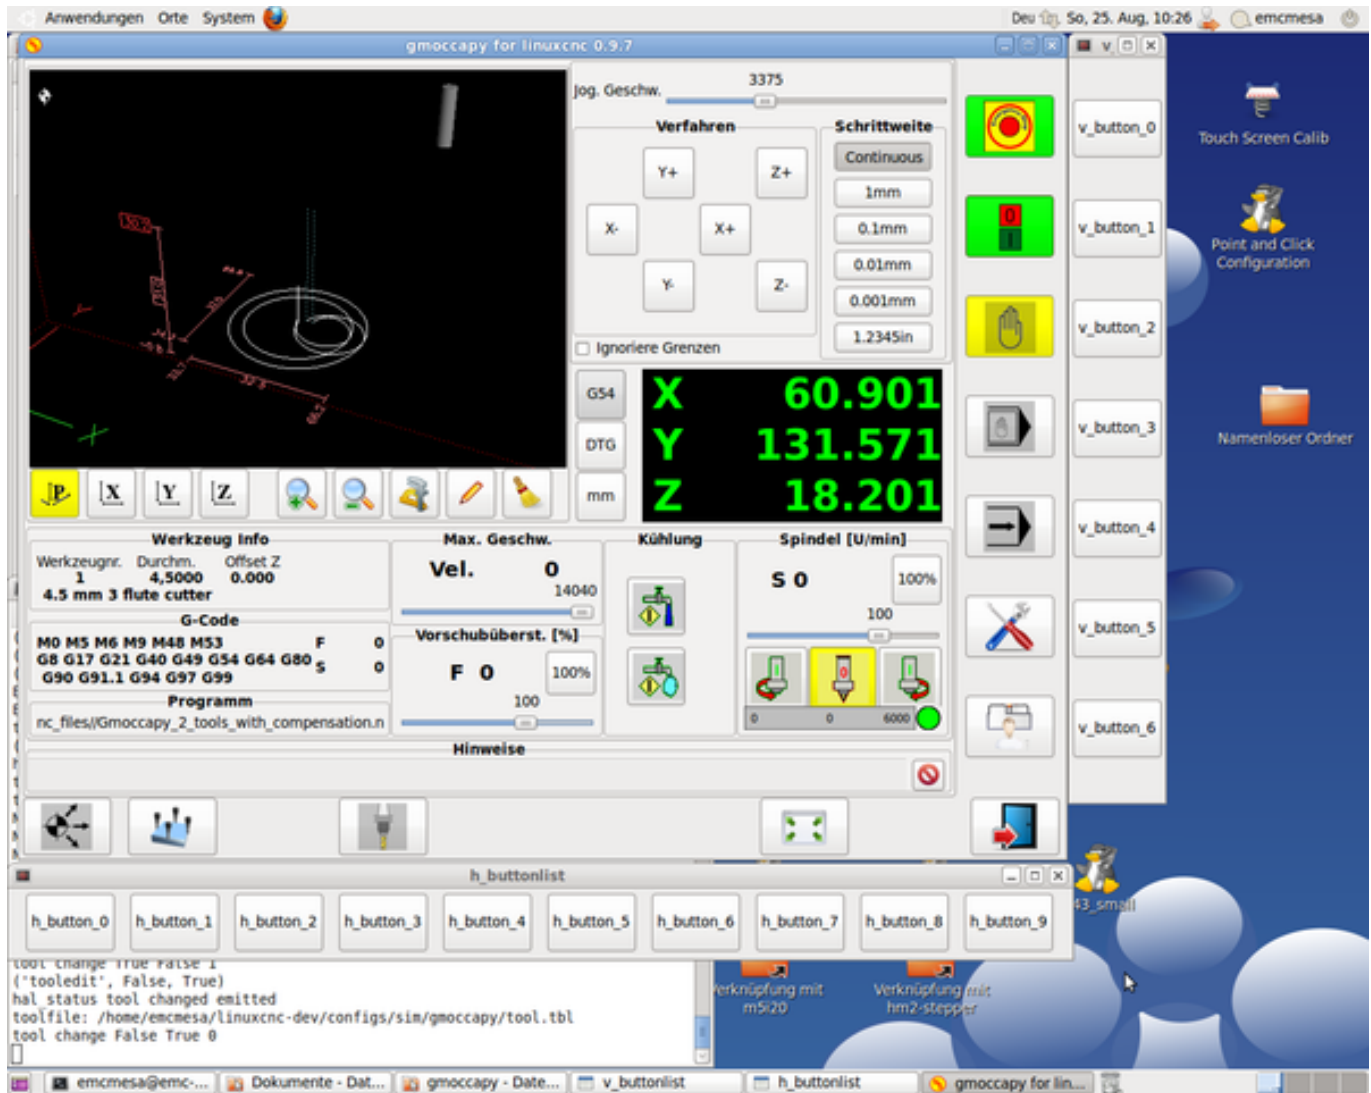 Anwendungen Orte System
Deu So, 25. Aug, 10:26 emcmesa
gmoccapy for linuxcnc 0.9.7
v_
Jog. Geschw. 3375
Verfahren
Y+ Z+
X- X+
Y- Z-
Ignoriere Grenzen
Schrittweite
Continuous
1mm
0.1mm
0.01mm
0.001mm
1.2345in
G54 X 60.901
DTG Y 131.571
mm Z 18.201
P X Y Z
Werkzeug Info
Werkzeugnr. Durchm. Offset Z
1 4,5000 0.000
4.5 mm 3 flute cutter
G-Code
M0 M5 M6 M9 M48 M53 F 0
G8 G17 G21 G40 G49 G54 G64 G80 S 0
G90 G91.1 G94 G97 G99
Programm
nc_files//Gmoccapy_2_tools_with_compensation.n
Max. Geschw.
Vel. 0
14040
Vorschubüberst. [%]
F 0 100%
100
Kühlung
Spindel [U/min]
S 0 100%
100
0 0 6000
Hinweise
v_button_0
v_button_1
v_button_2
v_button_3
v_button_4
v_button_5
v_button_6
Touch Screen Calib
Point and Click
Configuration
Namenloser Ordner
43_small
h_buttonlist
h_button_0 h_button_1 h_button_2 h_button_3 h_button_4 h_button_5 h_button_6 h_button_7 h_button_8 h_button_9
tool change True False 1
('tooledit', False, True)
hal_status tool changed emitted
toolfile: /home/emcmesa/linuxcnc-dev/configs/sim/gmoccapy/tool.tbl
tool change False True 0
Verknüpfung mit
m5i20
Verknüpfung mit
hm2-stepper
emcmesa@emc-... Dokumente - Dat... gmoccapy - Date... v_buttonlist h_buttonlist gmoccapy for lin...